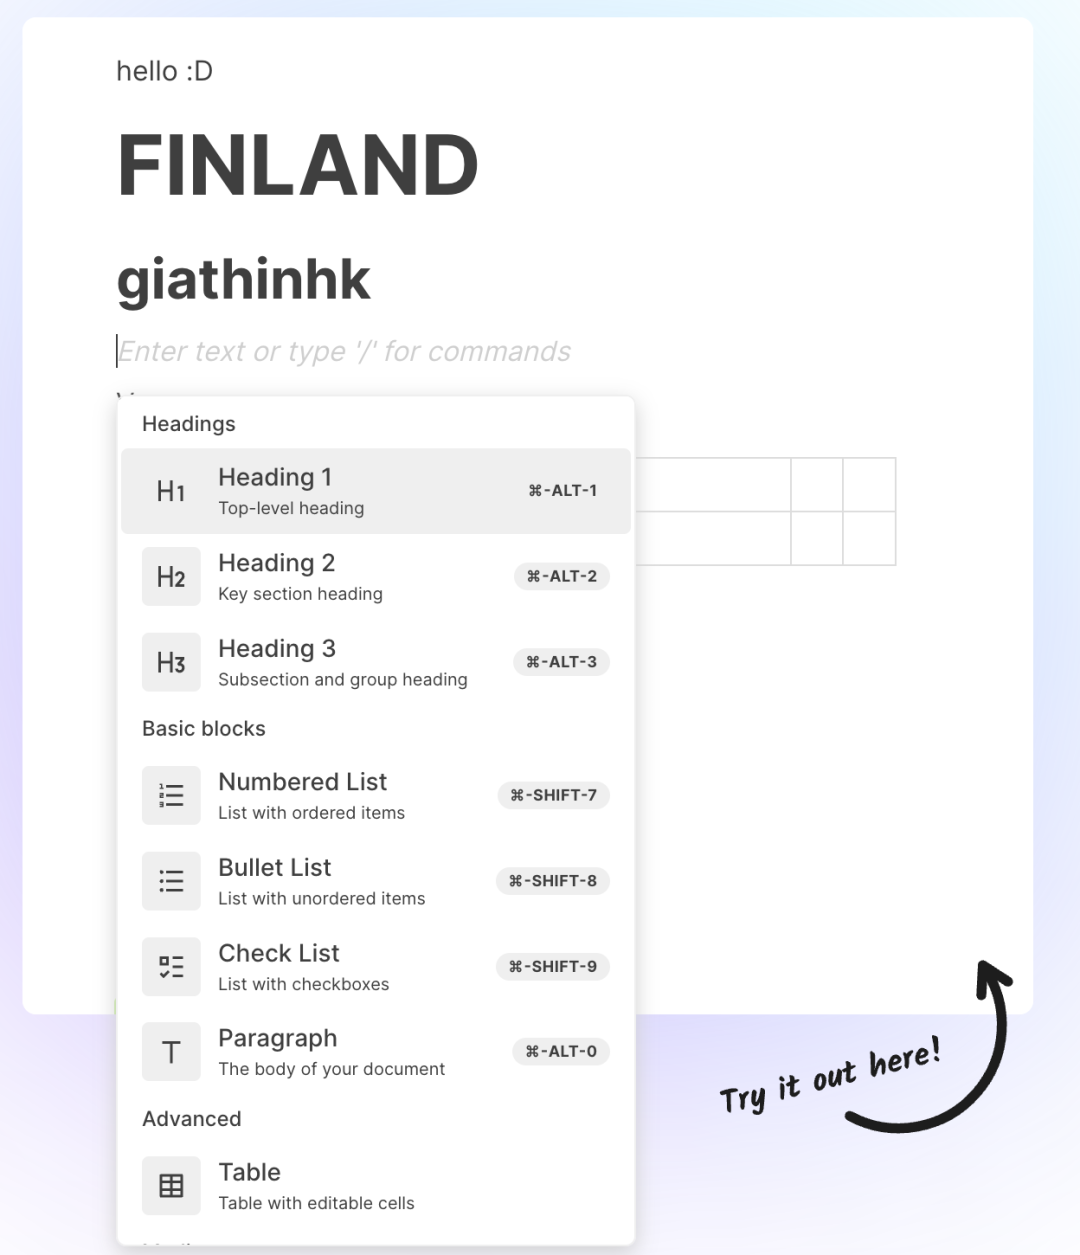 hello :D
FINLAND
giathinhk
Enter text or type '/' for commands
Headings
H1 Heading 1 ⌘-ALT-1
Top-level heading
H2 Heading 2 ⌘-ALT-2
Key section heading
H3 Heading 3 ⌘-ALT-3
Subsection and group heading
Basic blocks
Numbered List ⌘-SHIFT-7
List with ordered items
Bullet List ⌘-SHIFT-8
List with unordered items
Check List ⌘-SHIFT-9
List with checkboxes
T Paragraph ⌘-ALT-0
The body of your document
Advanced
Table
Table with editable cells
Try it out here!